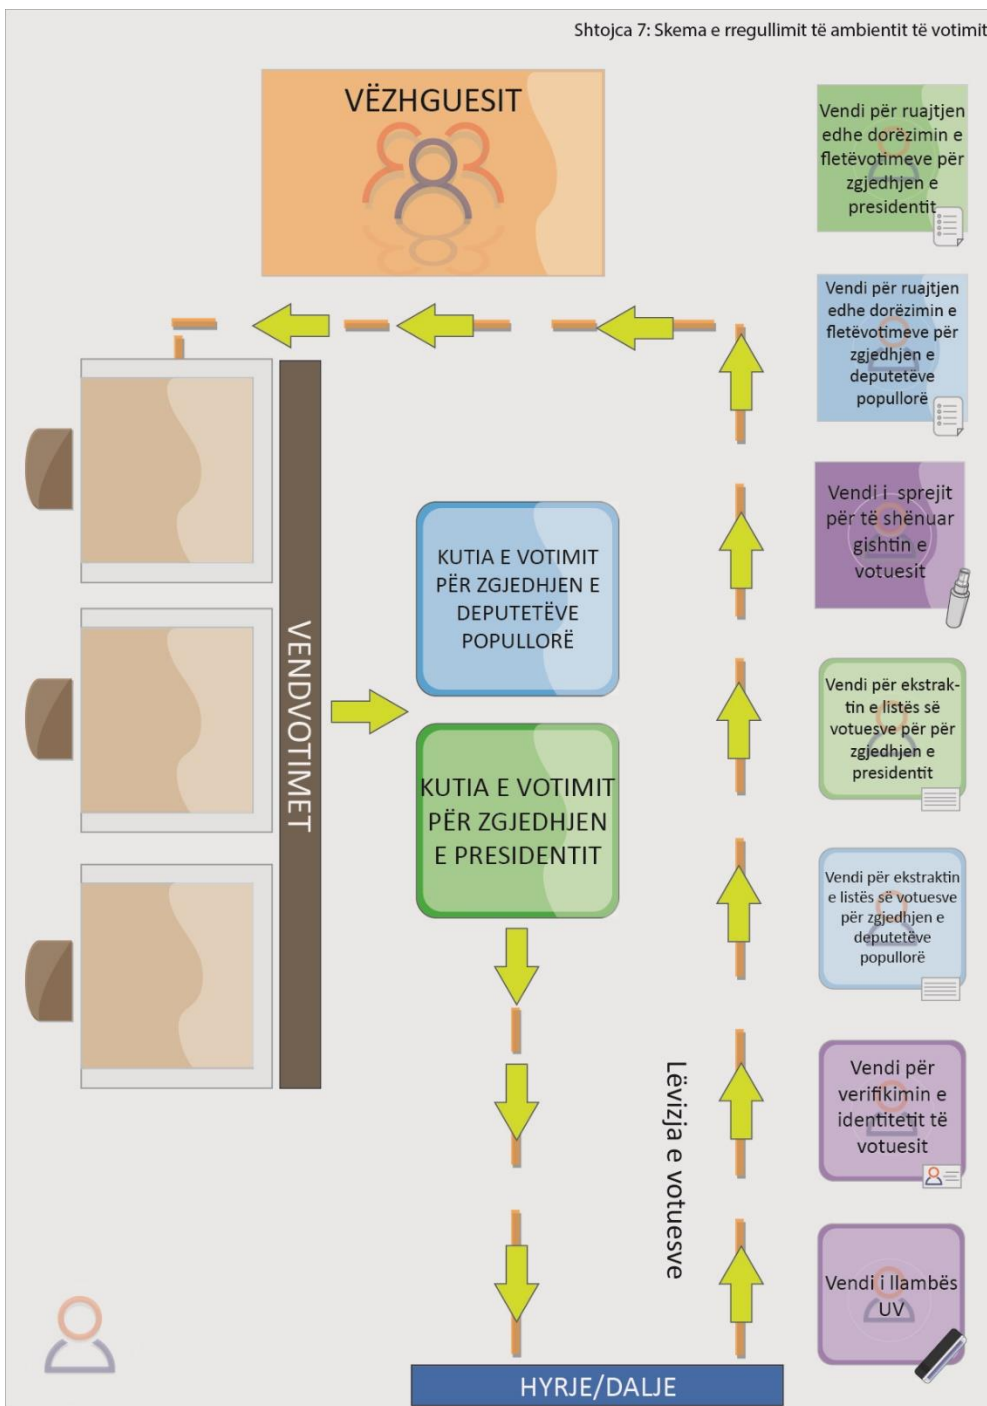 Shtojca 7: Skema e rregullimit të ambientit të votimit
VËZHGUESIT
Vendi për ruajtjen
edhe dorëzimin e
fletëvotimeve për
zgjedhjen e
presidentit
Vendi për ruajtjen
edhe dorëzimin e
fletëvotimeve për
zgjedhjen e
deputetëve
popullorë
Vendi i sprejit
për të shënuar
gishtin e
votuesit
Vendi për ekstrak-
tin e listës së
votuesve për për
zgjedhjen e
presidentit
Vendi për ekstraktin
e listës së votuesve
për zgjedhjen e
deputetëve
popullorë
Vendi për
verifikimin e
identitetit të
votuesit
Vendi i llambës
UV
VENDVOTIMET
KUTIA E VOTIMIT
PËR ZGJEDHJEN E
DEPUTETËVE
POPULLORË
KUTIA E VOTIMIT
PËR ZGJEDHJEN
E PRESIDENTIT
Lëvizja e votuesve
HYRJE/DALJE